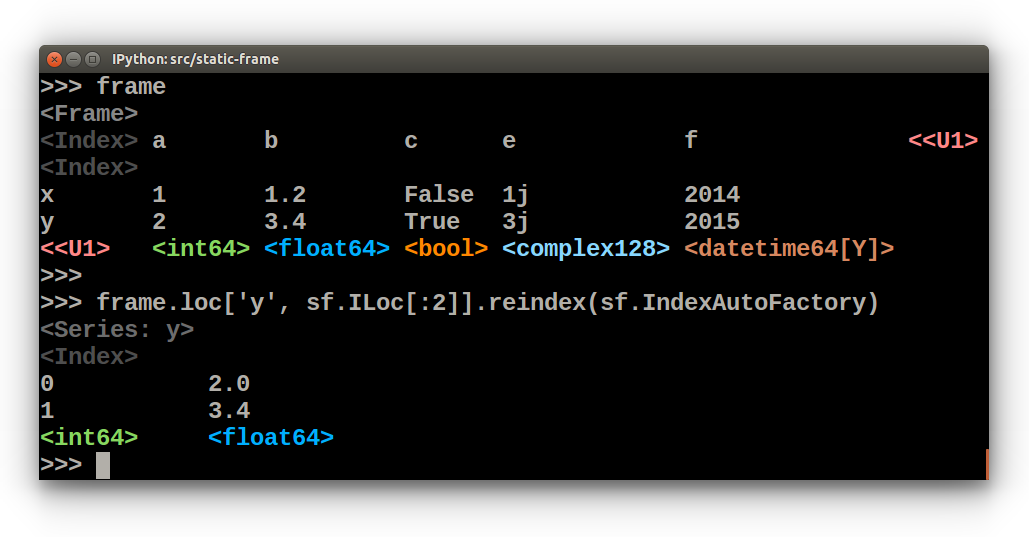 IPython: src/static-frame
>>> frame
<Frame>
<Index> a b c e f <<U1>
<Index>
x 1 1.2 False 1j 2014
y 2 3.4 True 3j 2015
<<U1> <int64> <float64> <bool> <complex128> <datetime64[Y]>
>>>
>>> frame.loc['y', sf.ILoc[:2]].reindex(sf.IndexAutoFactory)
<Series: y>
<Index>
0 2.0
1 3.4
<int64> <float64>
>>>